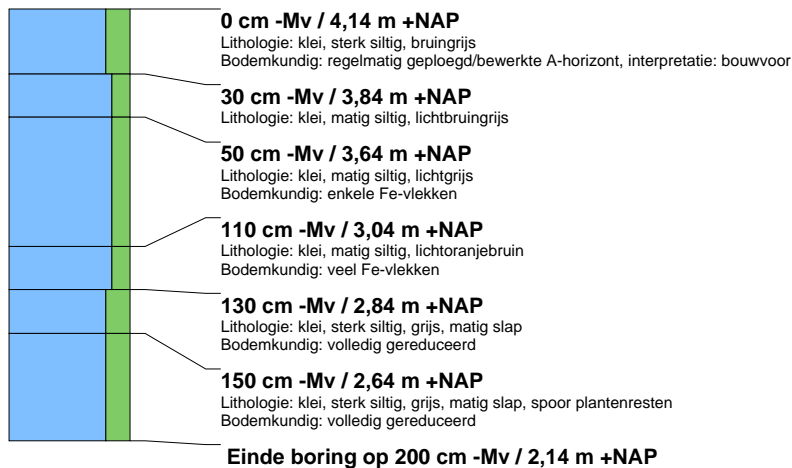 0 cm -Mv / 4,14 m +NAP
Lithologie: klei, sterk siltig, bruingrijs
Bodemkundig: regelmatig geploegd/bewerkte A-horizont, interpretatie: bouwvoor
30 cm -Mv / 3,84 m +NAP
Lithologie: klei, matig siltig, lichtbruingrijs
50 cm -Mv / 3,64 m +NAP
Lithologie: klei, matig siltig, lichtgrijs
Bodemkundig: enkele Fe-vlekken
110 cm -Mv / 3,04 m +NAP
Lithologie: klei, matig siltig, lichtoranjebruin
Bodemkundig: veel Fe-vlekken
130 cm -Mv / 2,84 m +NAP
Lithologie: klei, sterk siltig, grijs, matig slap
Bodemkundig: volledig gereduceerd
150 cm -Mv / 2,64 m +NAP
Lithologie: klei, sterk siltig, grijs, matig slap, spoor plantenresten
Bodemkundig: volledig gereduceerd
Einde boring op 200 cm -Mv / 2,14 m +NAP